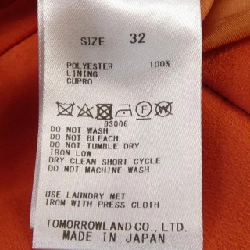 SIZE 32
POLYESTER 100%
LINING
CUPRO
93006
DO NOT WASH
DO NOT BLEACH
DO NOT TUMBLE DRY
IRON LOW
DRY CLEAN SHORT CYCLE
DO NOT MACHINE WASH
USE LAUNDRY NET
IRON WITH PRESS CLOTH
TOMORROWLAND CO., LTD.
MADE IN JAPAN